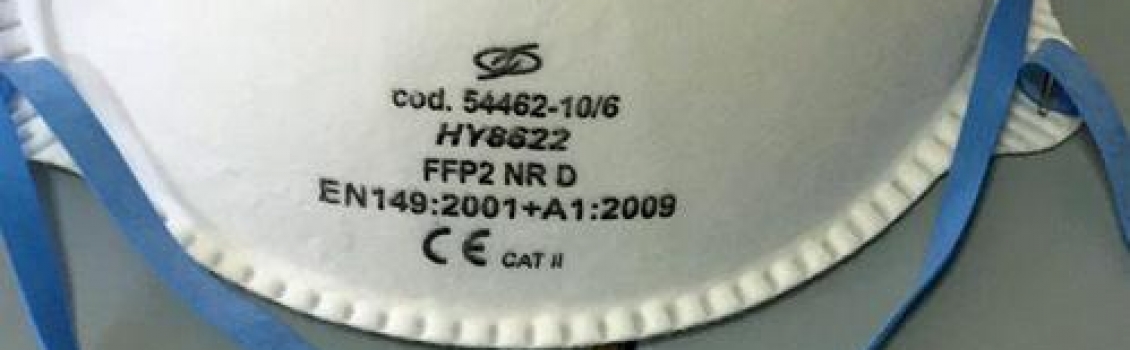 cod. 54462-10/6
HY8622
FFP2 NR D
EN149:2001+A1:2009
CE CAT II